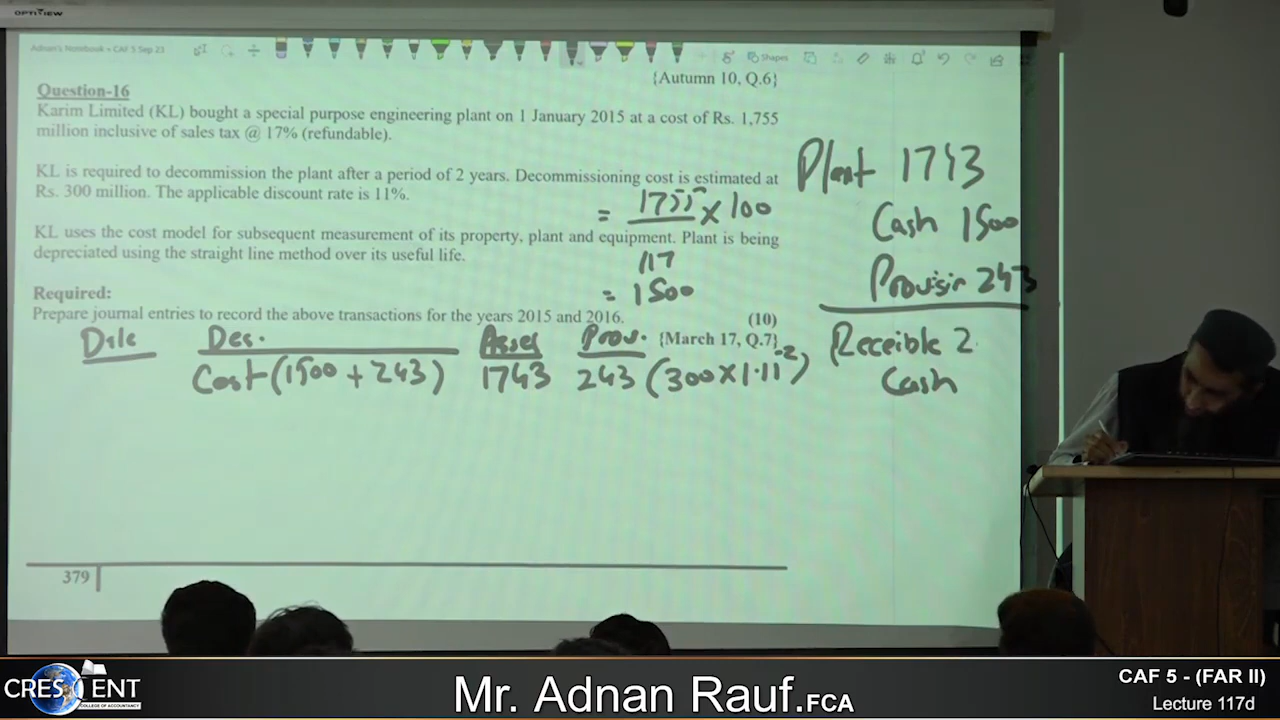 OPTIVIEW
Adnan's Notebook • CAF 5 Sep 23
Shapes
{Autumn 10, Q.6}
Question-16
Karim Limited (KL) bought a special purpose engineering plant on 1 January 2015 at a cost of Rs. 1,755
million inclusive of sales tax @ 17% (refundable).
KL is required to decommission the plant after a period of 2 years. Decommissioning cost is estimated at
Rs. 300 million. The applicable discount rate is 11%.
= 1755 × 100
KL uses the cost model for subsequent measurement of its property, plant and equipment. Plant is being
depreciated using the straight line method over its useful life.
117
= 1500
Required:
Prepare journal entries to record the above transactions for the years 2015 and 2016.
(10)
{March 17, Q.7}
Plant 1743
Cash 1500
Provision 243
Receible 2
Cash
Date Des. Asset Prov.
Cost (1500 + 243) 1743 243 (300×1.11⁻²)
379
CRESCENT
COLLEGE OF ACCOUNTANCY
Mr. Adnan Rauf.FCA
CAF 5 - (FAR II)
Lecture 117d